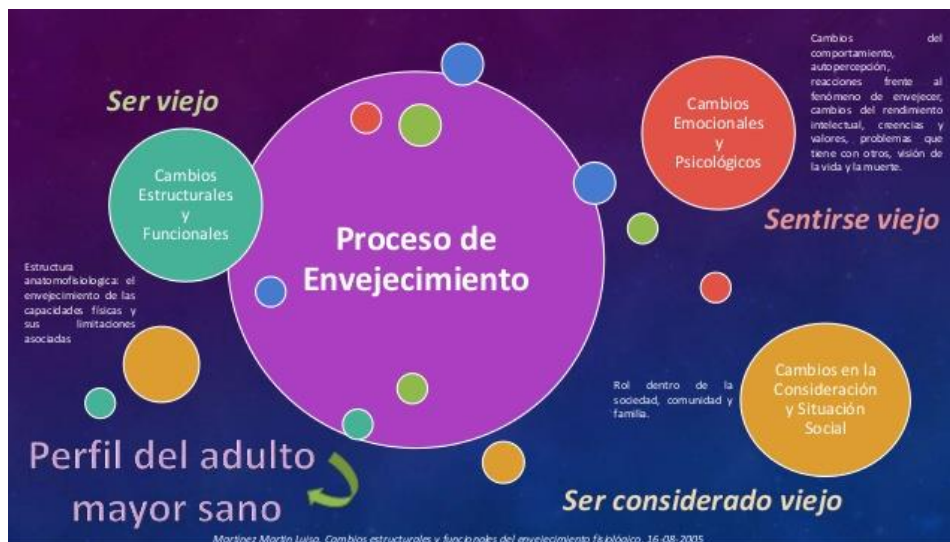 Ser viejo
Cambios
Estructurales
y
Funcionales
Estructura
anatomofisiologica: el
envejecimiento de las
capacidades físicas y
sus limitaciones
asociadas
Proceso de
Envejecimiento
Cambios
Emocionales
y
Psicológicos
Cambios del
comportamiento,
autopercepción,
reacciones frente al
fenómeno de envejecer,
cambios del rendimiento
intelectual, creencias y
valores, problemas que
tiene con otros, visión de
la vida y la muerte.
Sentirse viejo
Rol dentro de la
sociedad, comunidad y
familia.
Cambios en la
Consideración
y Situación
Social
Ser considerado viejo
Perfil del adulto
mayor sano
Martínez Martín Luisa. Cambios estructurales y funcionales del envejecimiento fisiológico. 16-08-2005